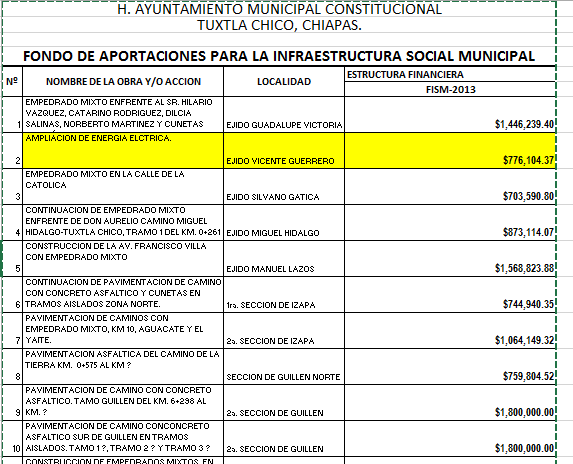 H. AYUNTAMIENTO MUNICIPAL CONSTITUCIONAL
TUXTLA CHICO, CHIAPAS.
FONDO DE APORTACIONES PARA LA INFRAESTRUCTURA SOCIAL MUNICIPAL
Nº NOMBRE DE LA OBRA Y/O ACCION LOCALIDAD ESTRUCTURA FINANCIERA
FISM-2013
EMPEDRADO MIXTO ENFRENTE AL SR. HILARIO
VAZQUEZ, CATARINO RODRIGUEZ, DILCIA
1 SALINAS, NORBERTO MARTINEZ Y CUNETAS EJIDO GUADALUPE VICTORIA $1,446,239.40
AMPLIACION DE ENERGIA ELCTRICA.
2 EJIDO VICENTE GUERRERO $776,104.37
EMPEDRADO MIXTO EN LA CALLE DE LA
CATOLICA
3 EJIDO SILVANO GATICA $703,590.80
CONTINUACION DE EMPEDRADO MIXTO
ENFRENTE DE DON AURELIO CAMINO MIGUEL
4 HIDALGO-TUXTLA CHICO, TRAMO 1 DEL KM. 0+261 EJIDO MIGUEL HIDALGO $873,114.07
CONSTRUCCION DE LA AV. FRANCISCO VILLA
CON EMPEDRADO MIXTO
5 EJIDO MANUEL LAZOS $1,568,823.88
CONTINUACION DE PAVIMENTACION DE CAMINO
CON CONCRETO ASFALTICO Y CUNETAS EN
6 TRAMOS AISLADOS ZONA NORTE. 1ra. SECCION DE IZAPA $744,940.35
PAVIMENTACION DE CAMINOS CON
EMPEDRADO MIXTO, KM 10, AGUACATE Y EL
7 YAITE. 2a. SECCION DE IZAPA $1,064,149.32
PAVIMENTACION ASFALTICA DEL CAMINO DE LA
TIERRA KM. 0+575 AL KM ?
8 SECCION DE GUILLEN NORTE $759,804.52
PAVIMENTACION DE CAMINO CON CONCRETO
ASFALTICO. TAMO GUILLEN DEL KM. 6+298 AL
9 KM. ? 2a. SECCION DE GUILLEN $1,800,000.00
PAVIMENTACION DE CAMINO CONCONCRETO
ASFALTICO SUR DE GUILLEN EN TRAMOS
10 AISLADOS. TAMO 1 ?, TRAMO 2 ? Y TRAMO 3 ? 2a. SECCION DE GUILLEN $1,800,000.00
CONSTRUCCION DE EMPEDRADOS MIXTOS, EN